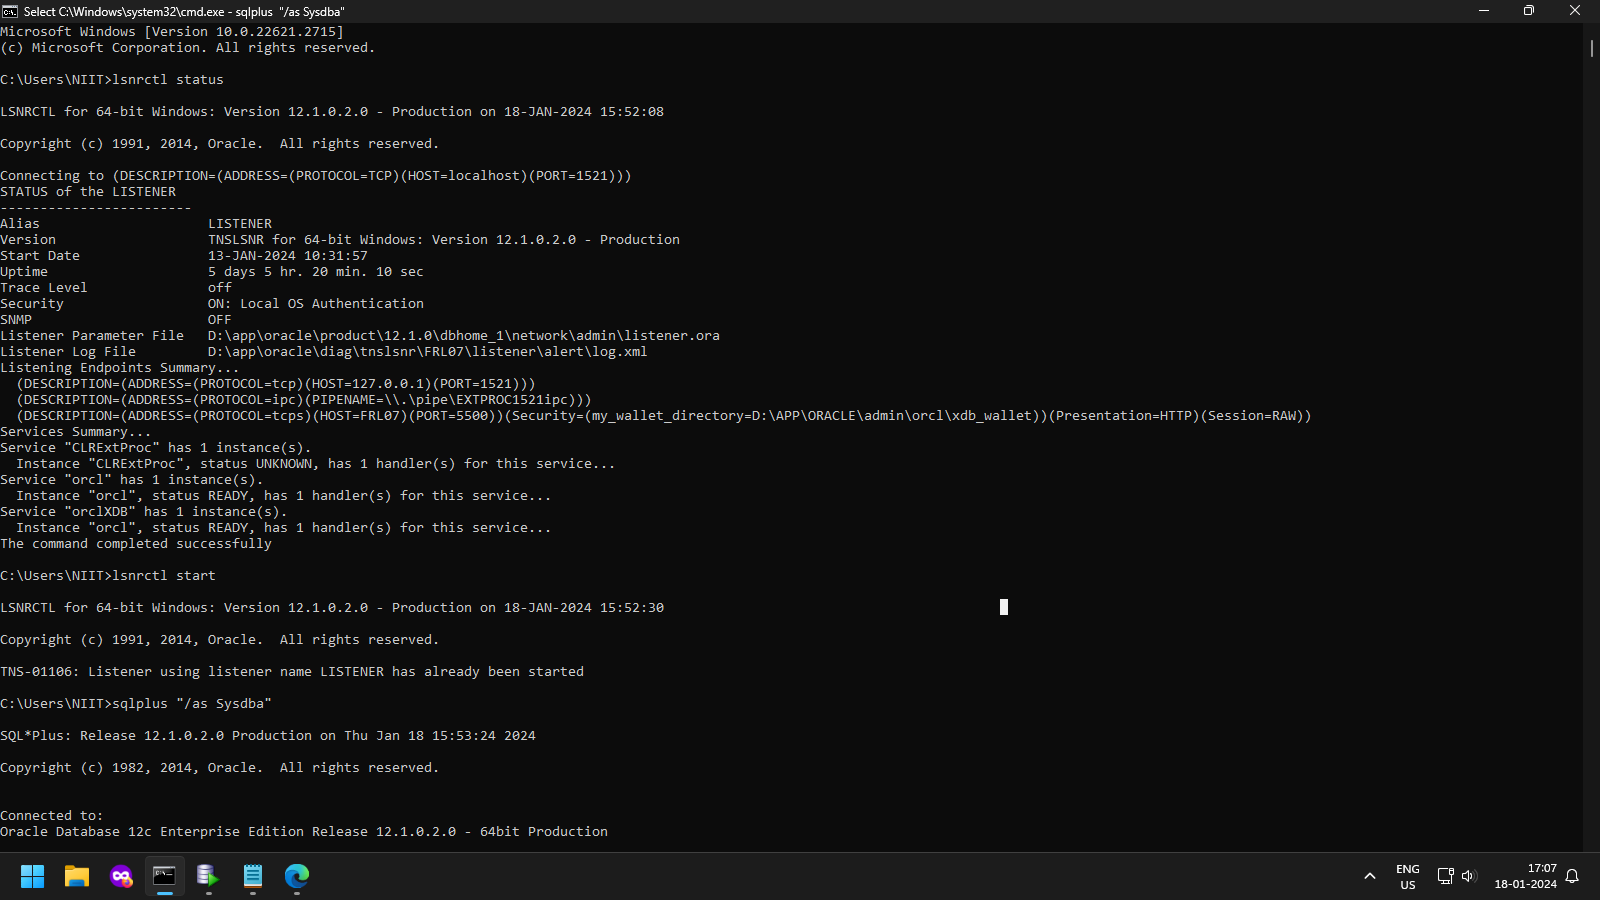 Select C:\Windows\system32\cmd.exe - sqlplus  "/as Sysdba"
Microsoft Windows [Version 10.0.22621.2715]
(c) Microsoft Corporation. All rights reserved.
C:\Users\NIIT>lsnrctl status
LSNRCTL for 64-bit Windows: Version 12.1.0.2.0 - Production on 18-JAN-2024 15:52:08
Copyright (c) 1991, 2014, Oracle.  All rights reserved.
Connecting to (DESCRIPTION=(ADDRESS=(PROTOCOL=TCP)(HOST=localhost)(PORT=1521)))
STATUS of the LISTENER
------------------------
Alias                     LISTENER
Version                   TNSLSNR for 64-bit Windows: Version 12.1.0.2.0 - Production
Start Date                13-JAN-2024 10:31:57
Uptime                    5 days 5 hr. 20 min. 10 sec
Trace Level               off
Security                  ON: Local OS Authentication
SNMP                      OFF
Listener Parameter File   D:\app\oracle\product\12.1.0\dbhome_1\network\admin\listener.ora
Listener Log File         D:\app\oracle\diag\tnslsnr\FRL07\listener\alert\log.xml
Listening Endpoints Summary...
  (DESCRIPTION=(ADDRESS=(PROTOCOL=tcp)(HOST=127.0.0.1)(PORT=1521)))
  (DESCRIPTION=(ADDRESS=(PROTOCOL=ipc)(PIPENAME=\\.\pipe\EXTPROC1521ipc)))
  (DESCRIPTION=(ADDRESS=(PROTOCOL=tcps)(HOST=FRL07)(PORT=5500))(Security=(my_wallet_directory=D:\APP\ORACLE\admin\orcl\xdb_wallet))(Presentation=HTTP)(Session=RAW))
Services Summary...
Service "CLRExtProc" has 1 instance(s).
  Instance "CLRExtProc", status UNKNOWN, has 1 handler(s) for this service...
Service "orcl" has 1 instance(s).
  Instance "orcl", status READY, has 1 handler(s) for this service...
Service "orclXDB" has 1 instance(s).
  Instance "orcl", status READY, has 1 handler(s) for this service...
The command completed successfully
C:\Users\NIIT>lsnrctl start
LSNRCTL for 64-bit Windows: Version 12.1.0.2.0 - Production on 18-JAN-2024 15:52:30
Copyright (c) 1991, 2014, Oracle.  All rights reserved.
TNS-01106: Listener using listener name LISTENER has already been started
C:\Users\NIIT>sqlplus "/as Sysdba"
SQL*Plus: Release 12.1.0.2.0 Production on Thu Jan 18 15:53:24 2024
Copyright (c) 1982, 2014, Oracle.  All rights reserved.
Connected to:
Oracle Database 12c Enterprise Edition Release 12.1.0.2.0 - 64bit Production
ENG
US
17:07
18-01-2024